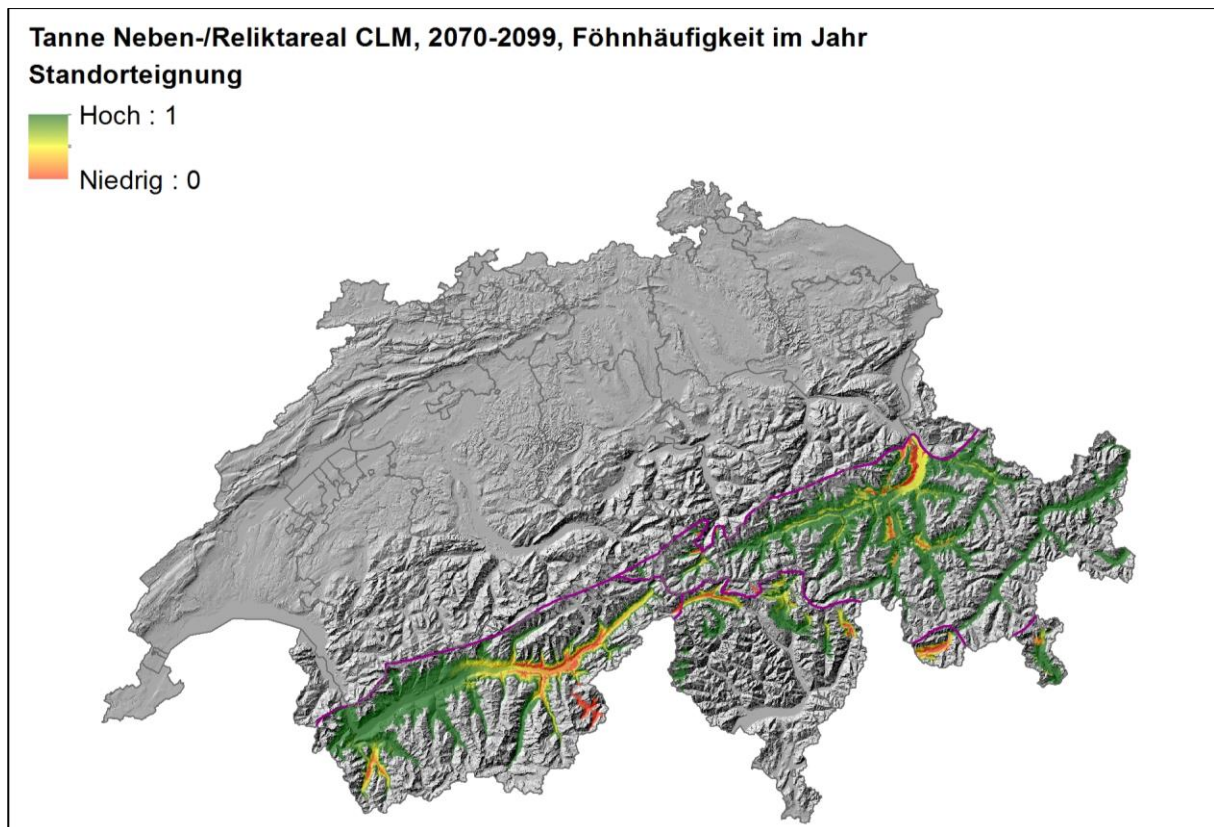 Tanne Neben-/Reliktareal CLM, 2070-2099, Föhnhäufigkeit im Jahr
Standorteignung
Hoch : 1
Niedrig : 0